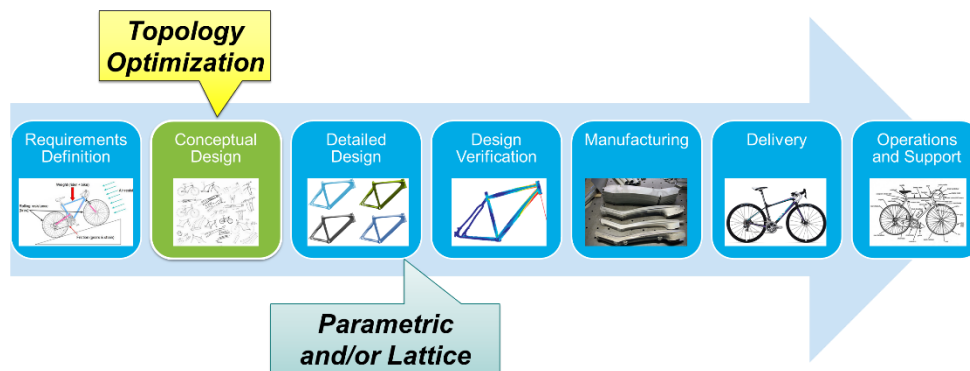 Topology
Optimization
Requirements
Definition
Conceptual
Design
Detailed
Design
Design
Verification
Manufacturing
Delivery
Operations
and Support
Parametric
and/or Lattice